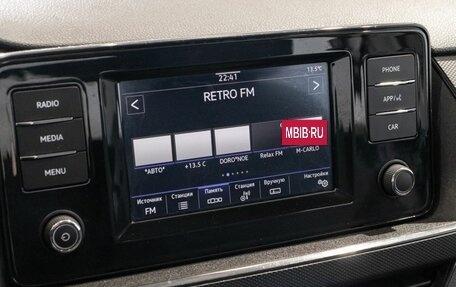 22:41
13.5°C
RETRO FM
RADIO
MEDIA
MENU
PHONE
APP/
CAR
MBIB.RU
"АВТО"
+13.5 C
DORO*NOE
Relax FM
M-CARLO
Источник
FM
Станции
Память
Станция
Вручную
Настройки